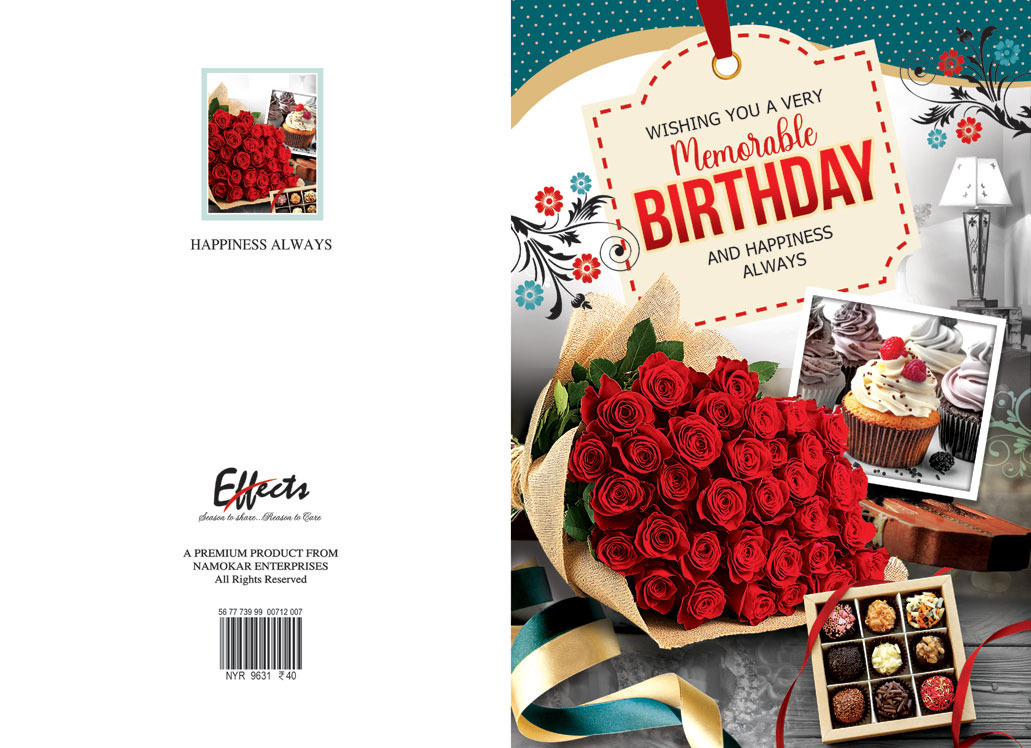 HAPPINESS ALWAYS
Effects
Season to share...Reason to Care
A PREMIUM PRODUCT FROM
NAMOKAR ENTERPRISES
All Rights Reserved
56 77 739 99 00712 007
NYR 9631 ₹ 40
WISHING YOU A VERY
Memorable
BIRTHDAY
AND HAPPINESS
ALWAYS